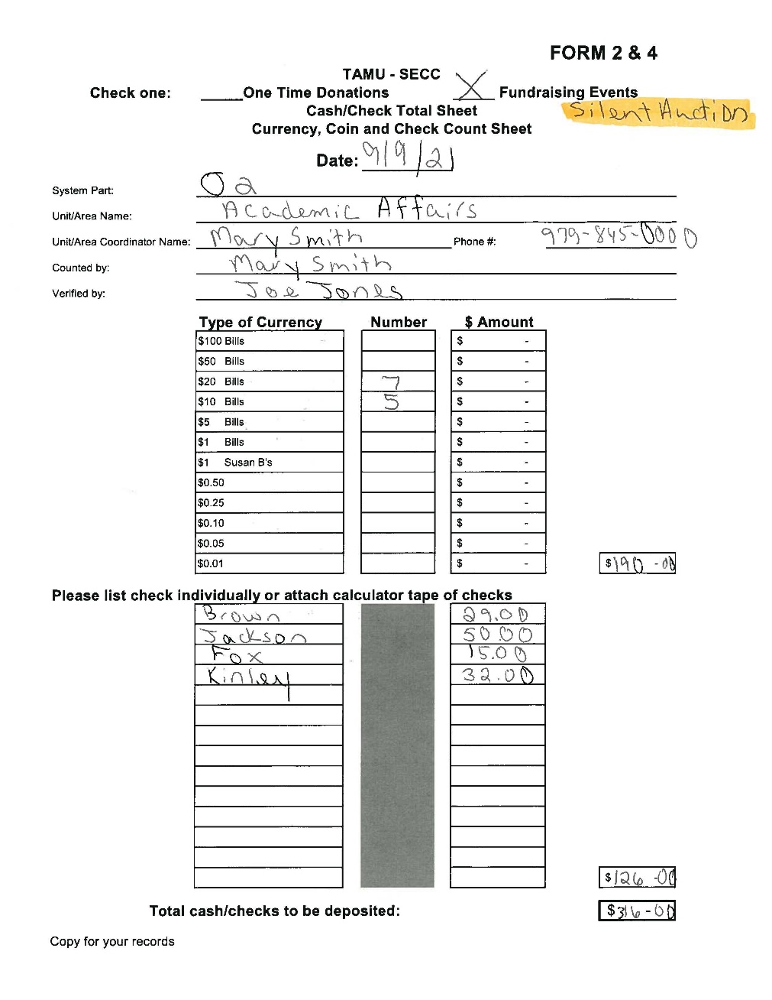 FORM 2 & 4
TAMU - SECC
Check one: ____One Time Donations X Fundraising Events
Cash/Check Total Sheet Silent Auction
Currency, Coin and Check Count Sheet
Date: 9/9/21
System Part: 02
Unit/Area Name: Academic Affairs
Unit/Area Coordinator Name: Mary Smith Phone #: 979-845-0000
Counted by: Mary Smith
Verified by: Joe Jones
Type of Currency Number $ Amount
$100 Bills $ -
$50 Bills $ -
$20 Bills 7 $ -
$10 Bills 5 $ -
$5 Bills $ -
$1 Bills $ -
$1 Susan B's $ -
$0.50 $ -
$0.25 $ -
$0.10 $ -
$0.05 $ -
$0.01 $ - $190 -00
Please list check individually or attach calculator tape of checks
Brown 29.00
Jackson 50.00
Fox 15.00
Kinley 32.00
$126 -00
Total cash/checks to be deposited: $316-00
Copy for your records